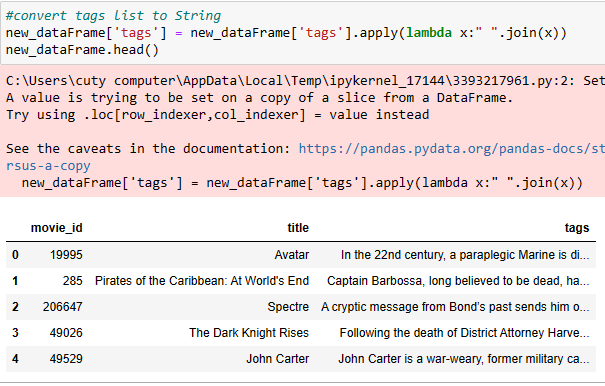 #convert tags list to String
new_dataFrame['tags'] = new_dataFrame['tags'].apply(lambda x:" ".join(x))
new_dataFrame.head()
C:\Users\cuty computer\AppData\Local\Temp\ipykernel_17144\3393217961.py:2: Set
A value is trying to be set on a copy of a slice from a DataFrame.
Try using .loc[row_indexer,col_indexer] = value instead
See the caveats in the documentation: https://pandas.pydata.org/pandas-docs/st
rsus-a-copy
new_dataFrame['tags'] = new_dataFrame['tags'].apply(lambda x:" ".join(x))
movie_id title tags
0 19995 Avatar In the 22nd century, a paraplegic Marine is di...
1 285 Pirates of the Caribbean: At World's End Captain Barbossa, long believed to be dead, ha...
2 206647 Spectre A cryptic message from Bond’s past sends him o...
3 49026 The Dark Knight Rises Following the death of District Attorney Harve...
4 49529 John Carter John Carter is a war-weary, former military ca...